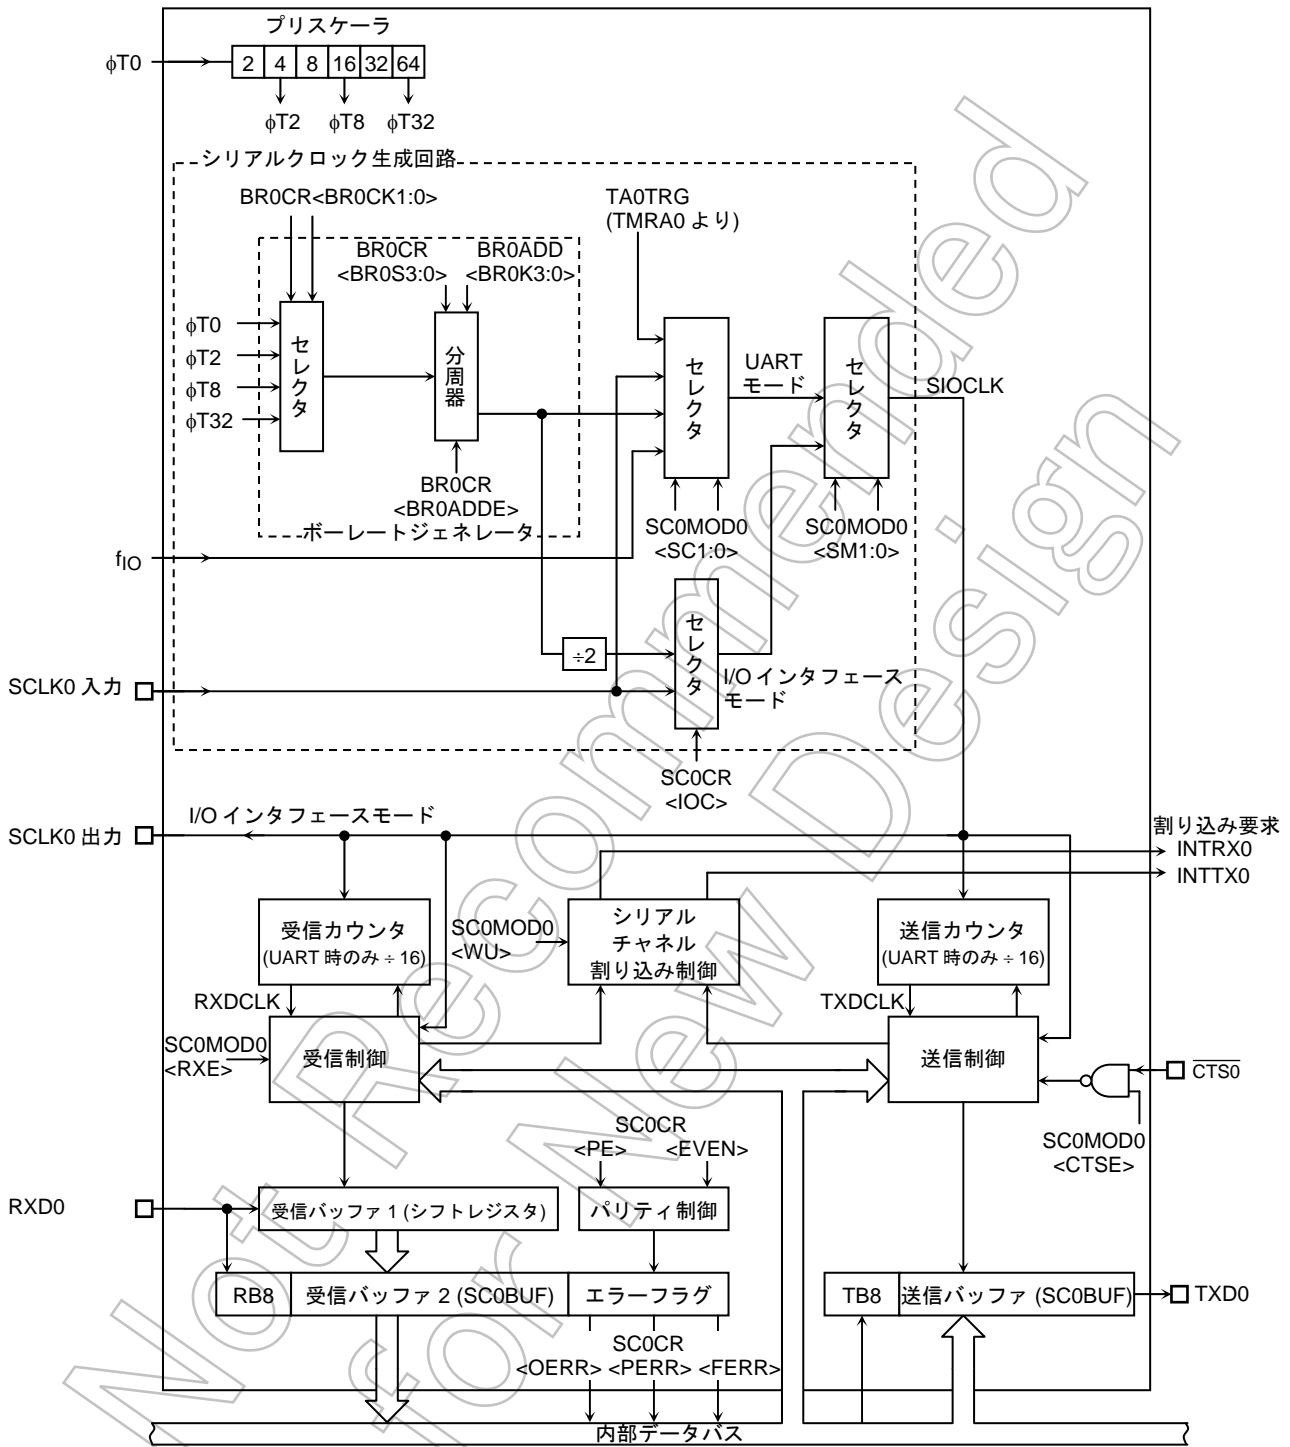 プリスケーラ
φT0
2 4 8 16 32 64
φT2 φT8 φT32
シリアルクロック生成回路
BR0CR<BR0CK1:0>
TA0TRG
(TMRA0 より)
BR0CR
<BR0S3:0>
BR0ADD
<BR0K3:0>
φT0
φT2
φT8
φT32
セレクタ
分周器
セレクタ
UART
モード
セレクタ
SIOCLK
BR0CR
<BR0ADDE>
ボーレートジェネレータ
SC0MOD0
<SC1:0>
SC0MOD0
<SM1:0>
fIO
÷2
セレクタ
I/O インタフェース
モード
SCLK0 入力
SC0CR
<IOC>
I/O インタフェースモード
SCLK0 出力
割り込み要求
INTRX0
INTTX0
受信カウンタ
(UART 時のみ ÷ 16)
SC0MOD0
<WU>
シリアル
チャネル
割り込み制御
送信カウンタ
(UART 時のみ ÷ 16)
RXDCLK
TXDCLK
SC0MOD0
<RXE>
受信制御
送信制御
CTS0
SC0MOD0
<CTSE>
SC0CR
<PE> <EVEN>
RXD0
受信バッファ 1 (シフトレジスタ)
パリティ制御
RB8
受信バッファ 2 (SC0BUF)
エラーフラグ
TB8
送信バッファ (SC0BUF)
TXD0
SC0CR
<OERR> <PERR> <FERR>
内部データバス
Not Recommended
for New Design